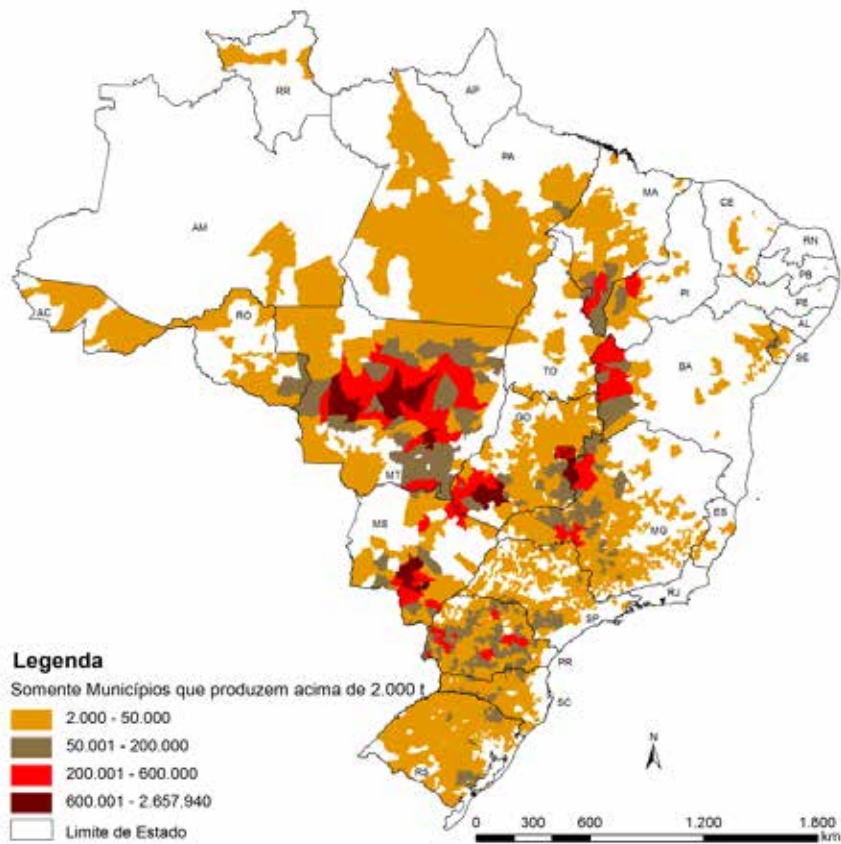 RR
AP
AM
PA
MA
CE
RN
PB
PE
AL
SE
PI
AC
RO
TO
BA
MT
GO
MS
MG
ES
RJ
SP
PR
SC
RS
Legenda
Somente Municípios que produzem acima de 2.000 t
2.000 - 50.000
50.001 - 200.000
200.001 - 600.000
600.001 - 2.657.940
Limite de Estado
N
0 300 600 1.200 1.800
km